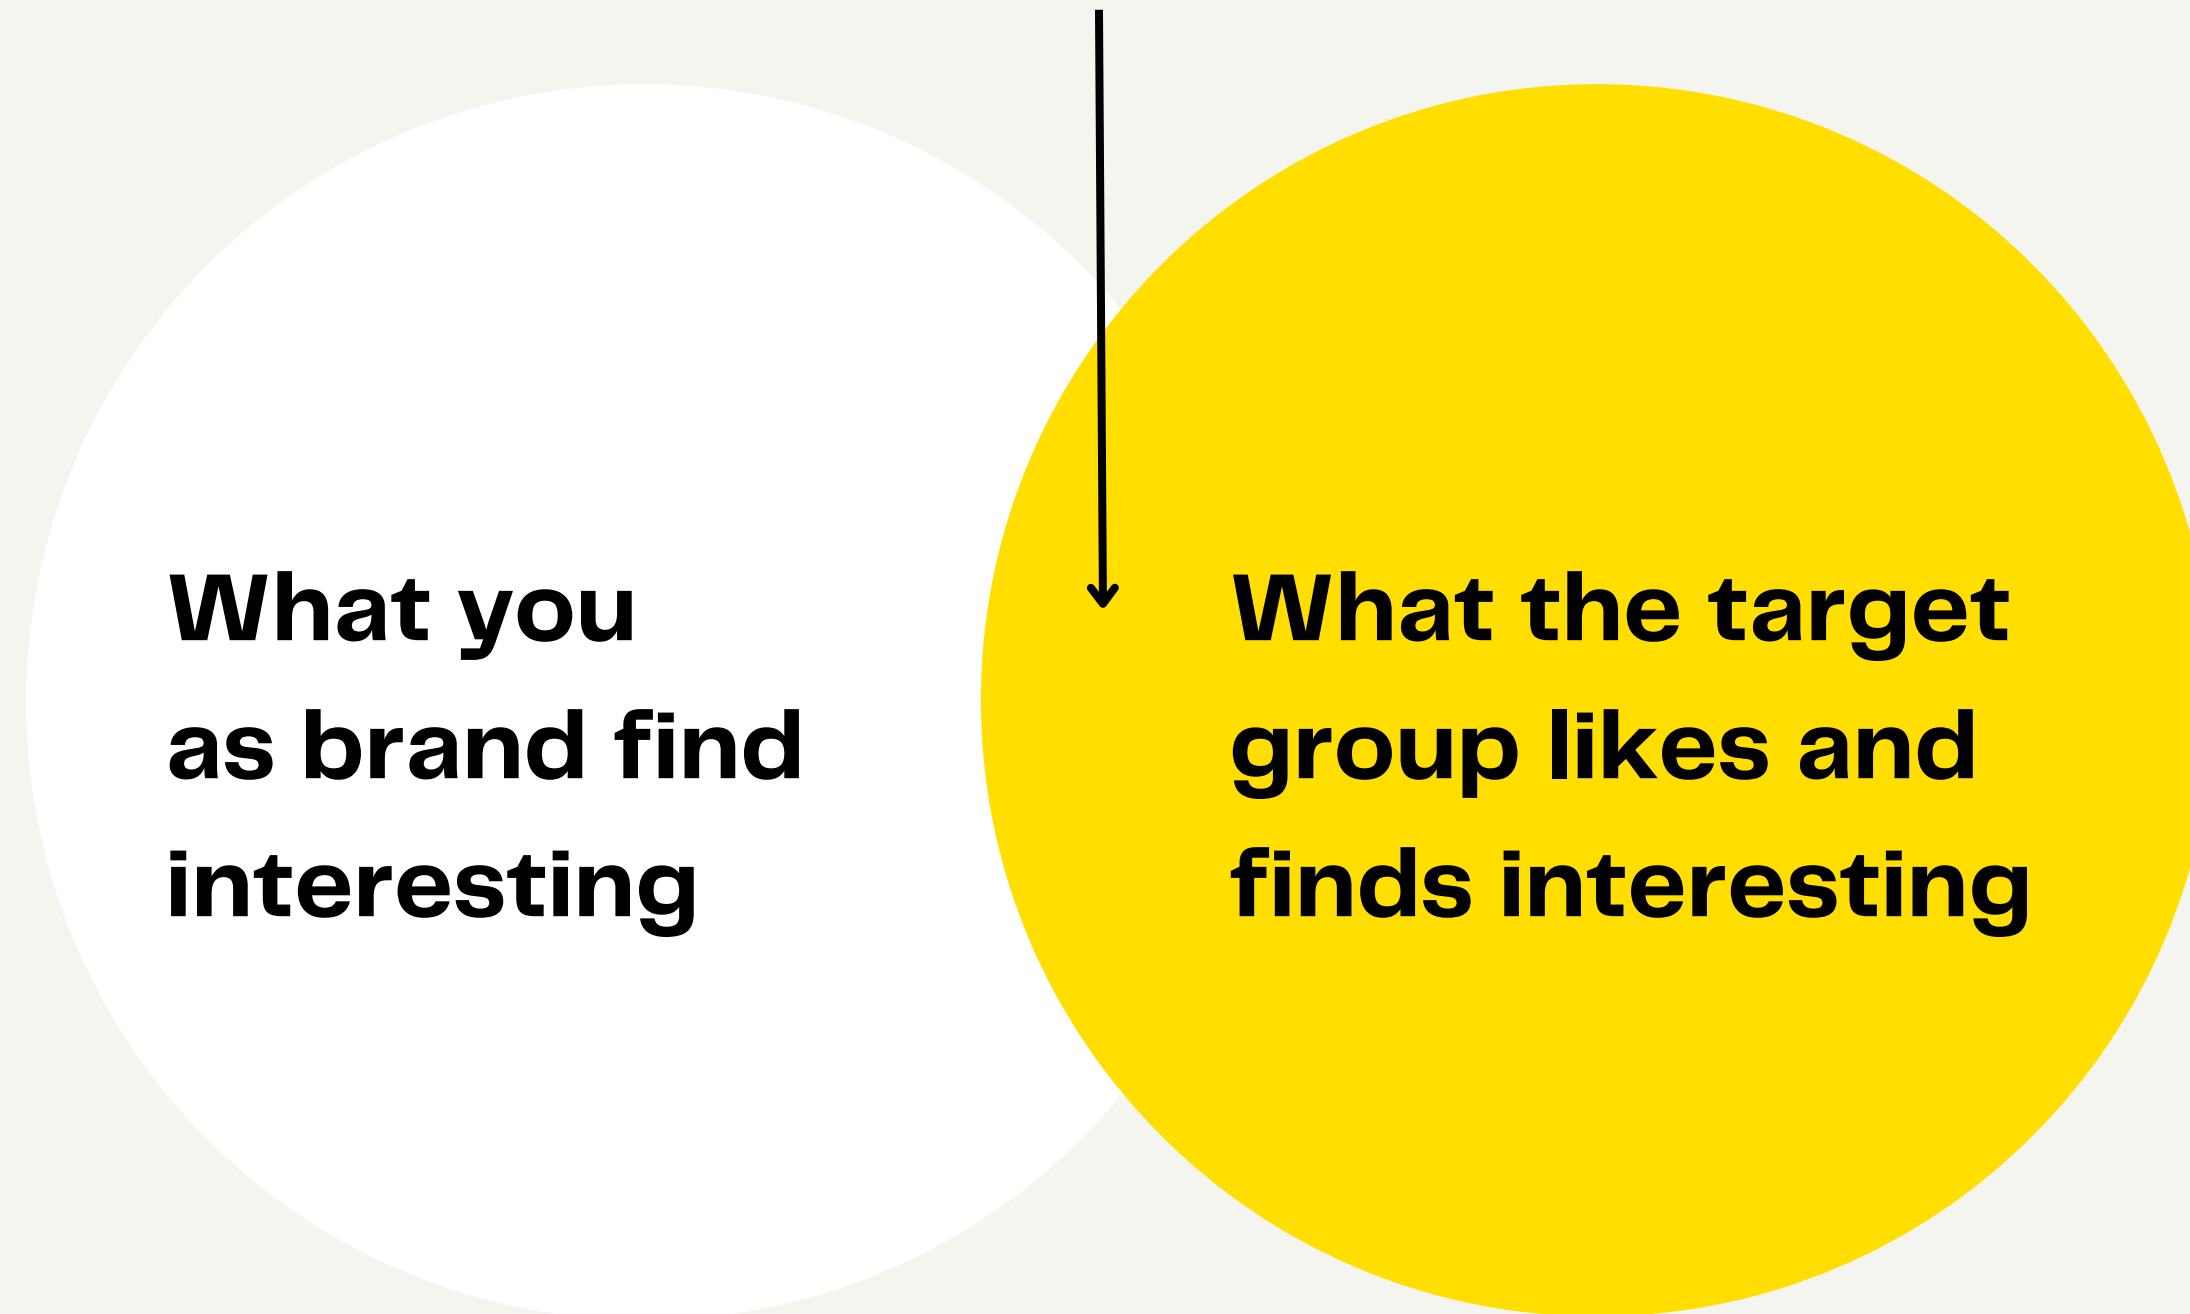 What you
as brand find
interesting
What the target
group likes and
finds interesting